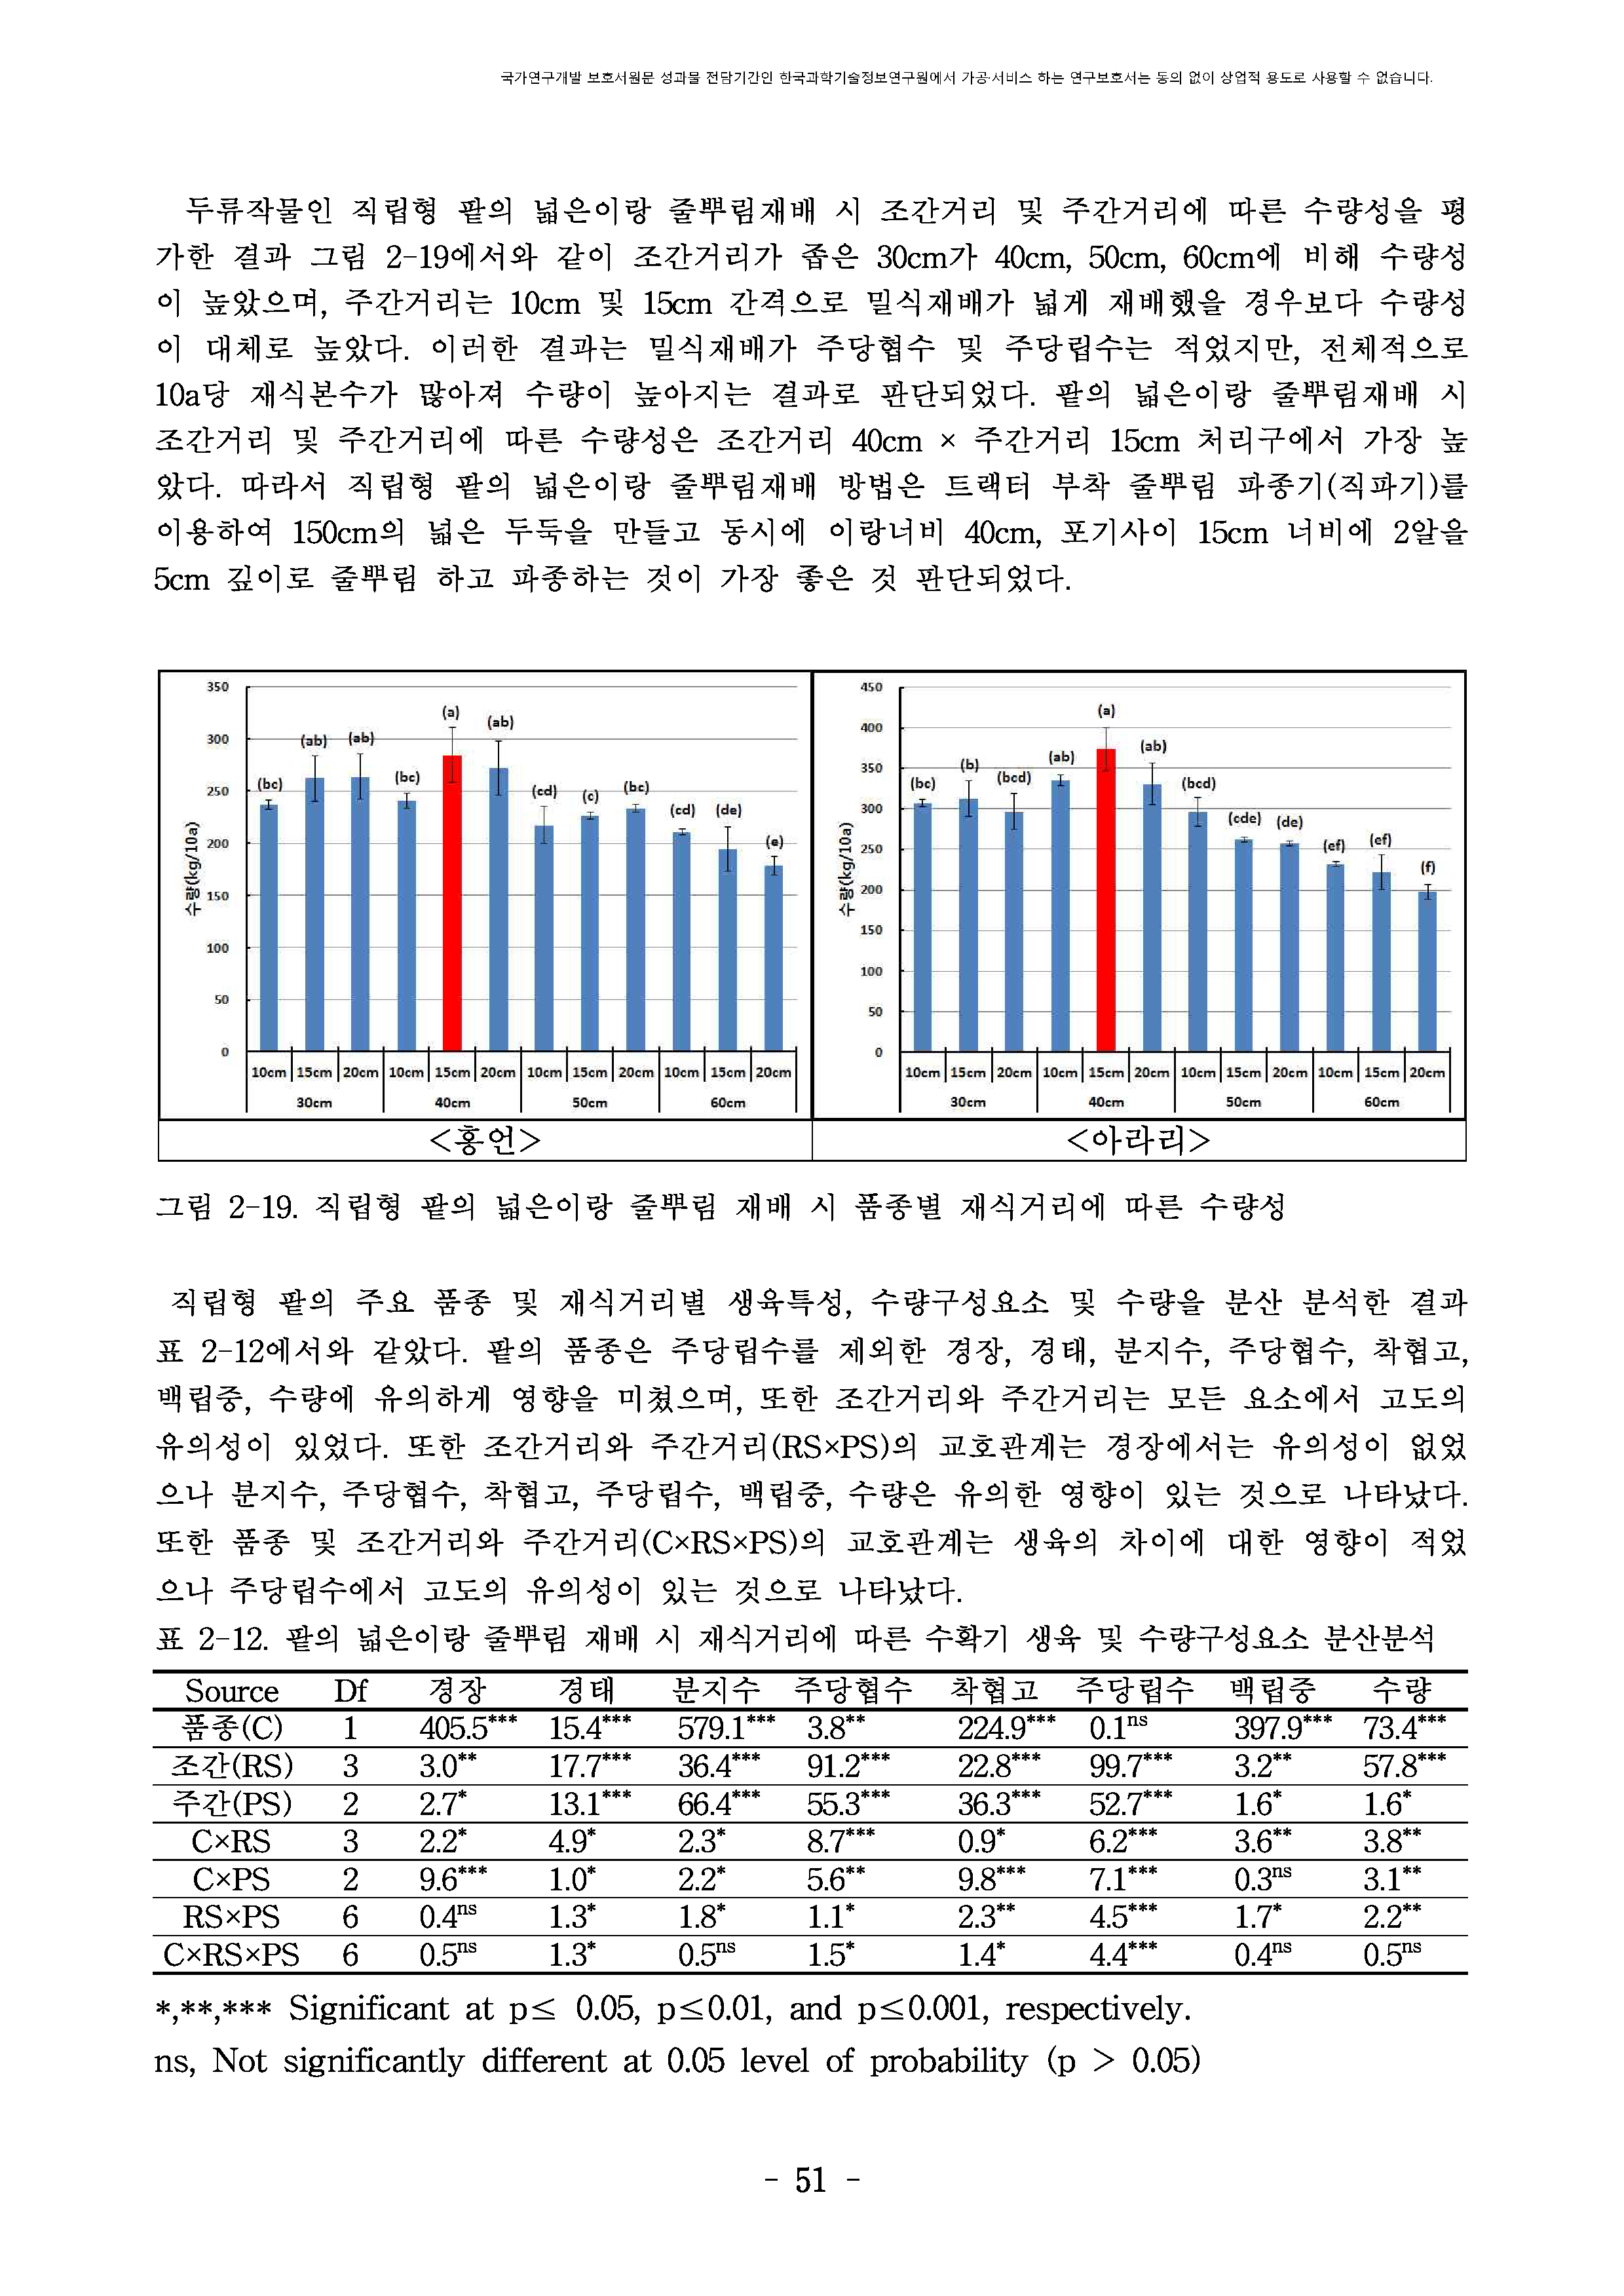 국가연구개발 보호서원문 성과물 전담기간인 한국과학기술정보연구원에서 가공·서비스 하는 연구보호서는 동의 없이 상업적 용도로 사용할 수 없습니다.
두류작물인 직립형 팥의 넓은이랑 줄뿌림재배 시 조간거리 및 주간거리에 따른 수량성을 평
가한 결과 그림 2-19에서와 같이 조간거리가 좁은 30cm가 40cm, 50cm, 60cm에 비해 수량성
이 높았으며, 주간거리는 10cm 및 15cm 간격으로 밀식재배가 넓게 재배했을 경우보다 수량성
이 대체로 높았다. 이러한 결과는 밀식재배가 주당협수 및 주당립수는 적었지만, 전체적으로
10a당 재식본수가 많아져 수량이 높아지는 결과로 판단되었다. 팥의 넓은이랑 줄뿌림재배 시
조간거리 및 주간거리에 따른 수량성은 조간거리 40cm × 주간거리 15cm 처리구에서 가장 높
았다. 따라서 직립형 팥의 넓은이랑 줄뿌림재배 방법은 트랙터 부착 줄뿌림 파종기(직파기)를
이용하여 150cm의 넓은 두둑을 만들고 동시에 이랑너비 40cm, 포기사이 15cm 너비에 2알을
5cm 깊이로 줄뿌림 하고 파종하는 것이 가장 좋은 것 판단되었다.
수량(kg/10a)
350
300
250
200
150
100
50
0
(bc) (ab) (ab) (bc) (a) (ab) (cd) (c) (bc) (cd) (de) (e)
10cm 15cm 20cm 10cm 15cm 20cm 10cm 15cm 20cm 10cm 15cm 20cm
30cm 40cm 50cm 60cm
<홍언>
수량(kg/10a)
450
400
350
300
250
200
150
100
50
0
(bc) (b) (bcd) (ab) (a) (ab) (bcd) (cde) (de) (ef) (ef) (f)
10cm 15cm 20cm 10cm 15cm 20cm 10cm 15cm 20cm 10cm 15cm 20cm
30cm 40cm 50cm 60cm
<아라리>
그림 2-19. 직립형 팥의 넓은이랑 줄뿌림 재배 시 품종별 재식거리에 따른 수량성
직립형 팥의 주요 품종 및 재식거리별 생육특성, 수량구성요소 및 수량을 분산 분석한 결과
표 2-12에서와 같았다. 팥의 품종은 주당립수를 제외한 경장, 경태, 분지수, 주당협수, 착협고,
백립중, 수량에 유의하게 영향을 미쳤으며, 또한 조간거리와 주간거리는 모든 요소에서 고도의
유의성이 있었다. 또한 조간거리와 주간거리(RS×PS)의 교호관계는 경장에서는 유의성이 없었
으나 분지수, 주당협수, 착협고, 주당립수, 백립중, 수량은 유의한 영향이 있는 것으로 나타났다.
또한 품종 및 조간거리와 주간거리(C×RS×PS)의 교호관계는 생육의 차이에 대한 영향이 적었
으나 주당립수에서 고도의 유의성이 있는 것으로 나타났다.
표 2-12. 팥의 넓은이랑 줄뿌림 재배 시 재식거리에 따른 수확기 생육 및 수량구성요소 분산분석
Source Df 경장 경태 분지수 주당협수 착협고 주당립수 백립중 수량
품종(C) 1 405.5*** 15.4*** 579.1*** 3.8** 224.9*** 0.1ns 397.9*** 73.4***
조간(RS) 3 3.0** 17.7*** 36.4*** 91.2*** 22.8*** 99.7*** 3.2** 57.8***
주간(PS) 2 2.7* 13.1*** 66.4*** 55.3*** 36.3*** 52.7*** 1.6* 1.6*
C×RS 3 2.2* 4.9* 2.3* 8.7*** 0.9* 6.2*** 3.6** 3.8**
C×PS 2 9.6*** 1.0* 2.2* 5.6** 9.8*** 7.1*** 0.3ns 3.1**
RS×PS 6 0.4ns 1.3* 1.8* 1.1* 2.3** 4.5*** 1.7* 2.2**
C×RS×PS 6 0.5ns 1.3* 0.5ns 1.5* 1.4* 4.4*** 0.4ns 0.5ns
*,**,*** Significant at p≤ 0.05, p≤0.01, and p≤0.001, respectively.
ns, Not significantly different at 0.05 level of probability (p > 0.05)
- 51 -